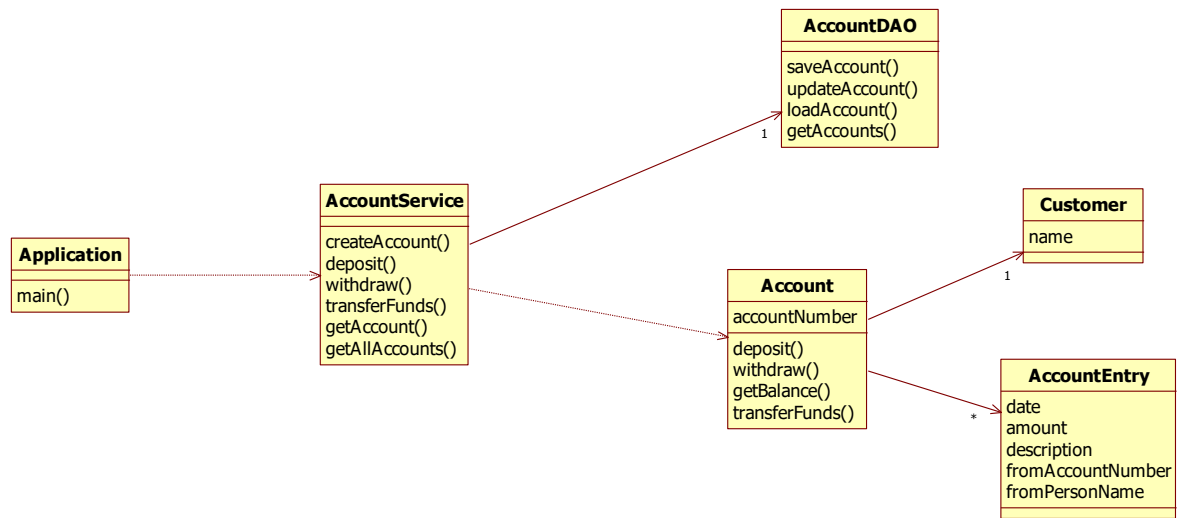 AccountDAO
saveAccount()
updateAccount()
loadAccount()
getAccounts()
1
AccountService
createAccount()
deposit()
withdraw()
transferFunds()
getAccount()
getAllAccounts()
Application
main()
Customer
name
1
Account
accountNumber
deposit()
withdraw()
getBalance()
transferFunds()
*
AccountEntry
date
amount
description
fromAccountNumber
fromPersonName